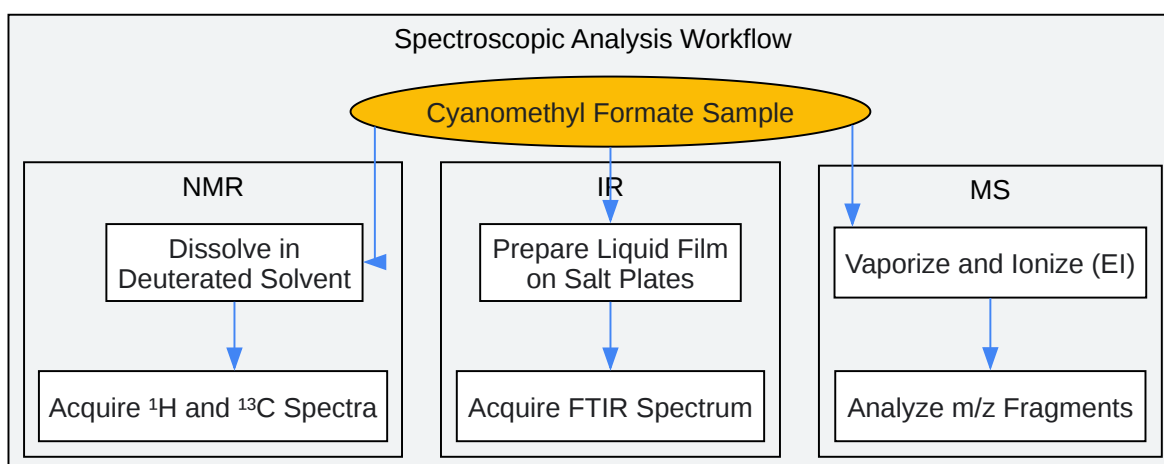 Spectroscopic Analysis Workflow
Cyanomethyl Formate Sample
NMR
Dissolve in
Deuterated Solvent
Acquire ¹H and ¹³C Spectra
IR
Prepare Liquid Film
on Salt Plates
Acquire FTIR Spectrum
MS
Vaporize and Ionize (EI)
Analyze m/z Fragments